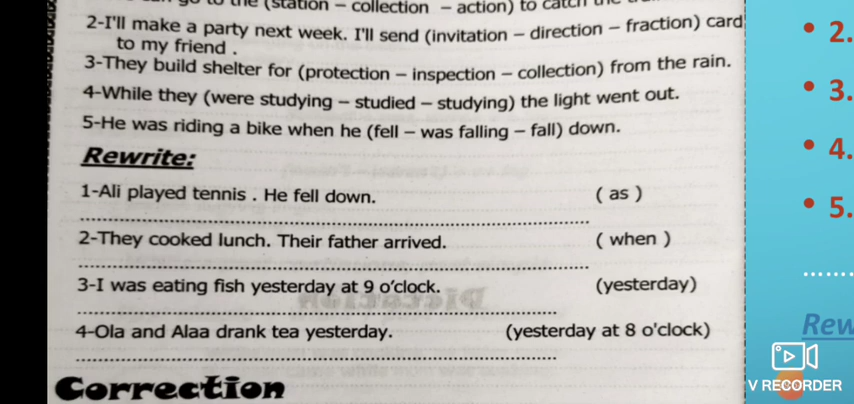 to the (station – collection – action) to catch
2-I'll make a party next week. I'll send (invitation – direction – fraction) card
to my friend .
3-They build shelter for (protection – inspection – collection) from the rain.
4-While they (were studying – studied – studying) the light went out.
5-He was riding a bike when he (fell – was falling – fall) down.
Rewrite:
1-Ali played tennis . He fell down. ( as )
2-They cooked lunch. Their father arrived. ( when )
3-I was eating fish yesterday at 9 o'clock. (yesterday)
4-Ola and Alaa drank tea yesterday. (yesterday at 8 o'clock)
Correction
2.
3.
4.
5.
Rew
V RECORDER